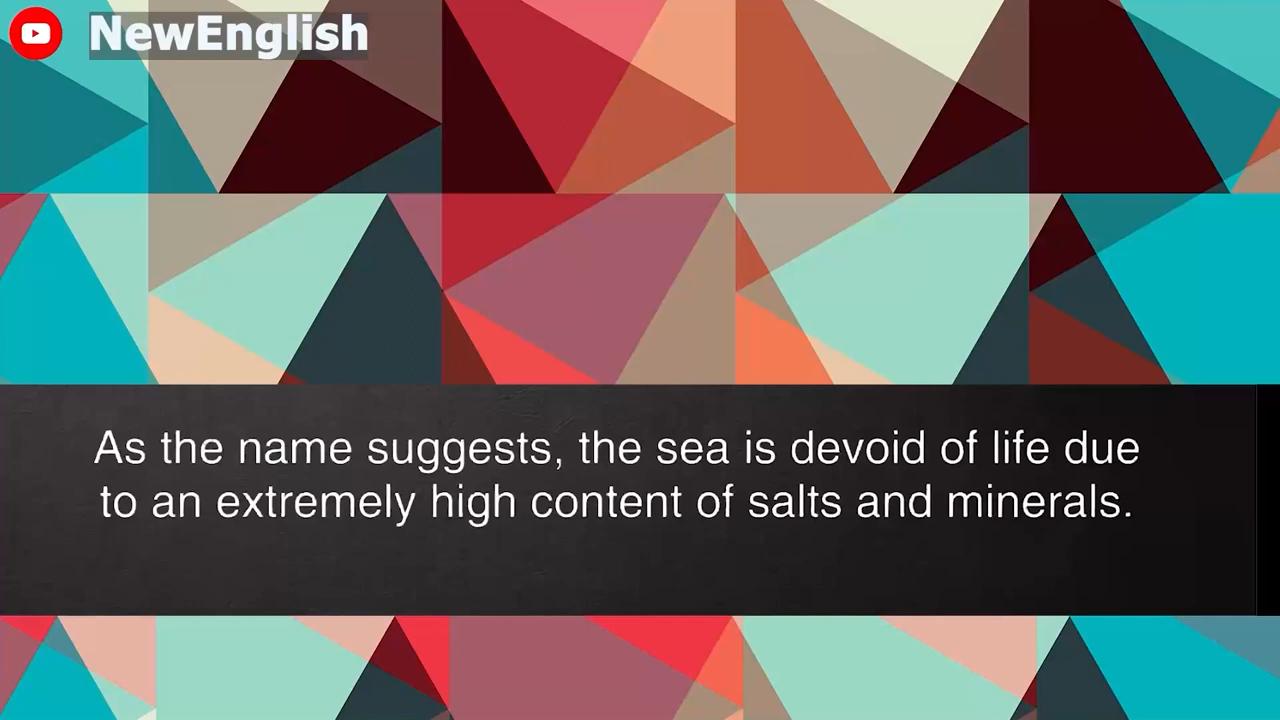 NewEnglish
As the name suggests, the sea is devoid of life due
to an extremely high content of salts and minerals.